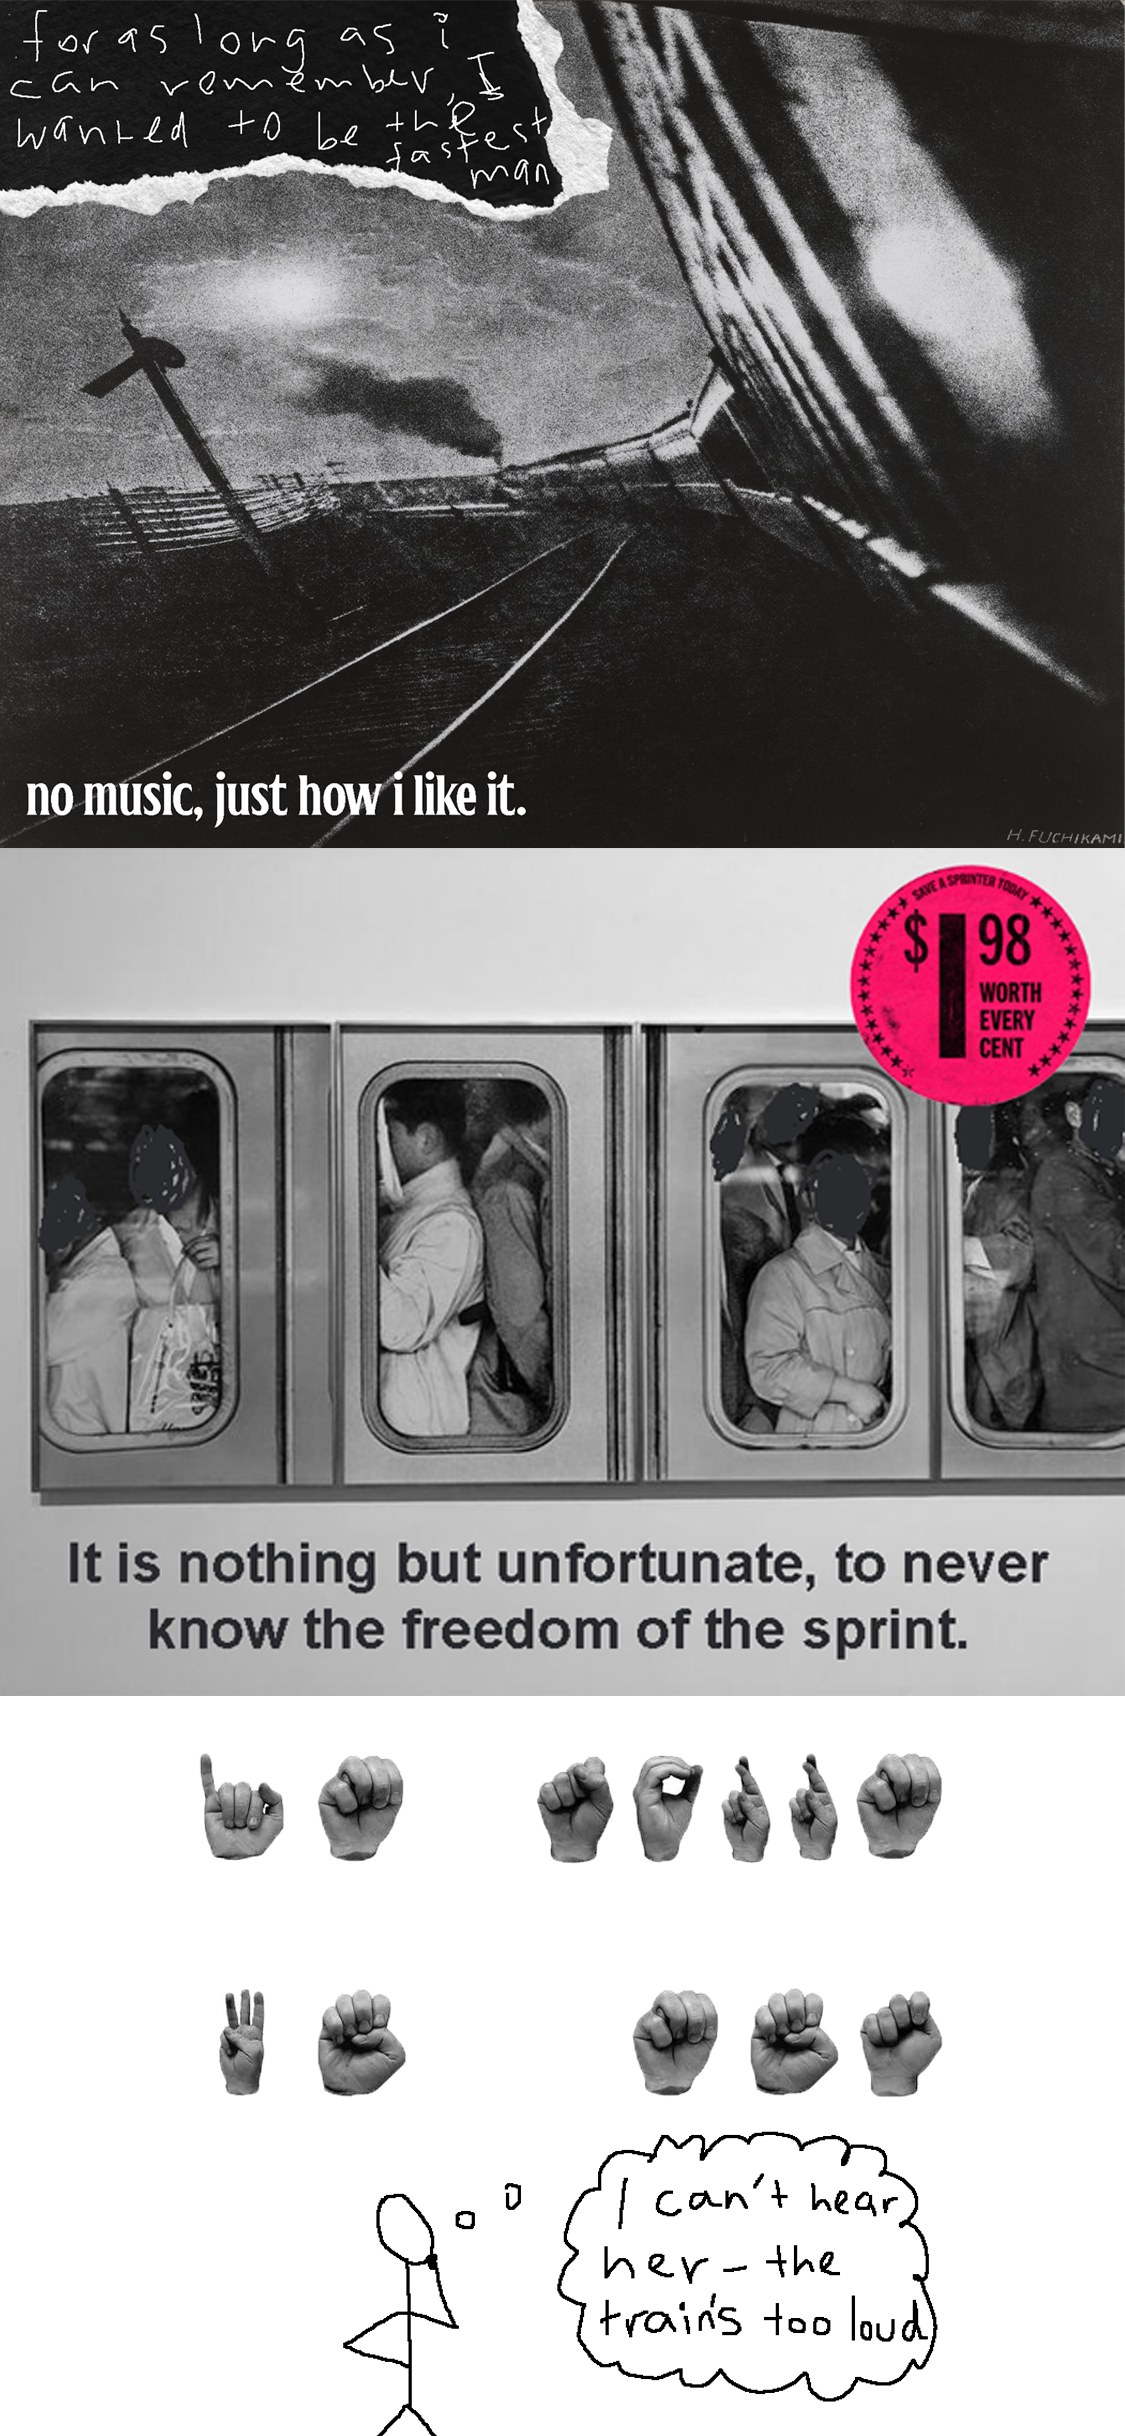 for as long as i
can remember, I
wanted to be the
fastest
man
no music, just how i like it.
H. FUCHIKAMI
SAVE A SPRINTER TODAY
$1 98
WORTH
EVERY
CENT
It is nothing but unfortunate, to never
know the freedom of the sprint.
I can't hear
her – the
train's too loud